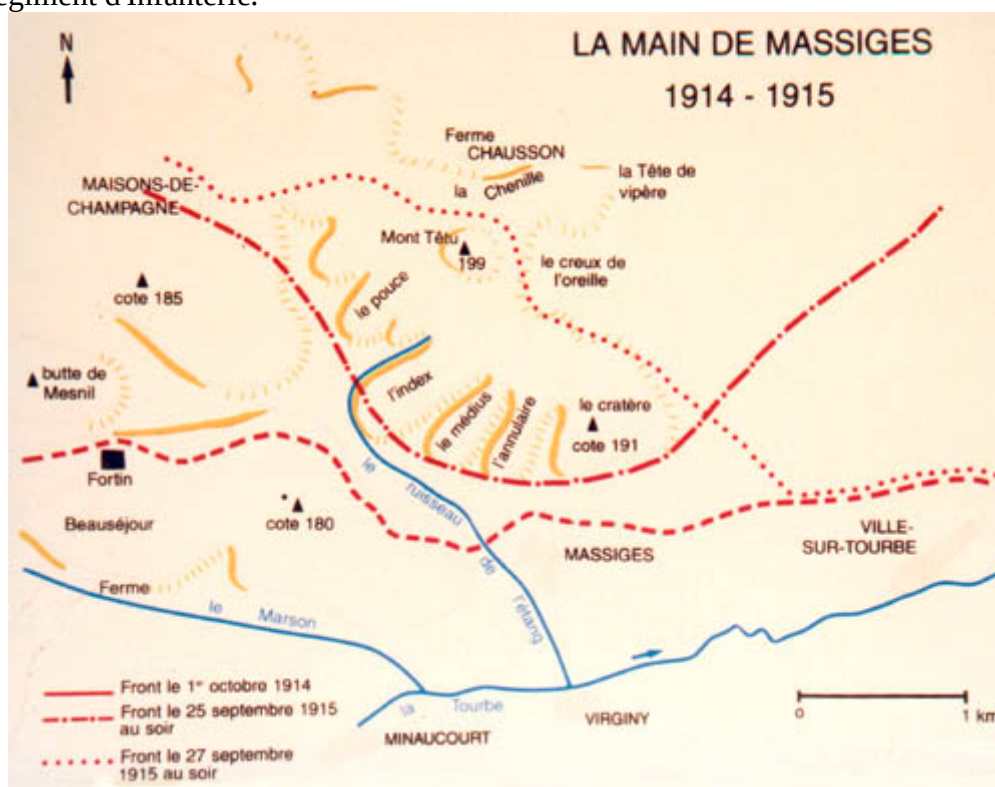 égiment d'Infanterie.
N
LA MAIN DE MASSIGES
1914 - 1915
Ferme
CHAUSSON
la Chenille
la Tête de
vipère
MAISONS-DE-
CHAMPAGNE
Mont Têtu
199
le creux de
l'oreille
cote 185
le pouce
butte de
Mesnil
l'index
le médius
l'annulaire
le cratère
cote 191
Fortin
le ruisseau de l'étang
Beauséjour
cote 180
MASSIGES
VILLE-
SUR-TOURBE
Ferme
le Marson
Front le 1er octobre 1914
Front le 25 septembre 1915
au soir
Front le 27 septembre
1915 au soir
la Tourbe
MINAUCOURT
VIRGINY
0
1 km